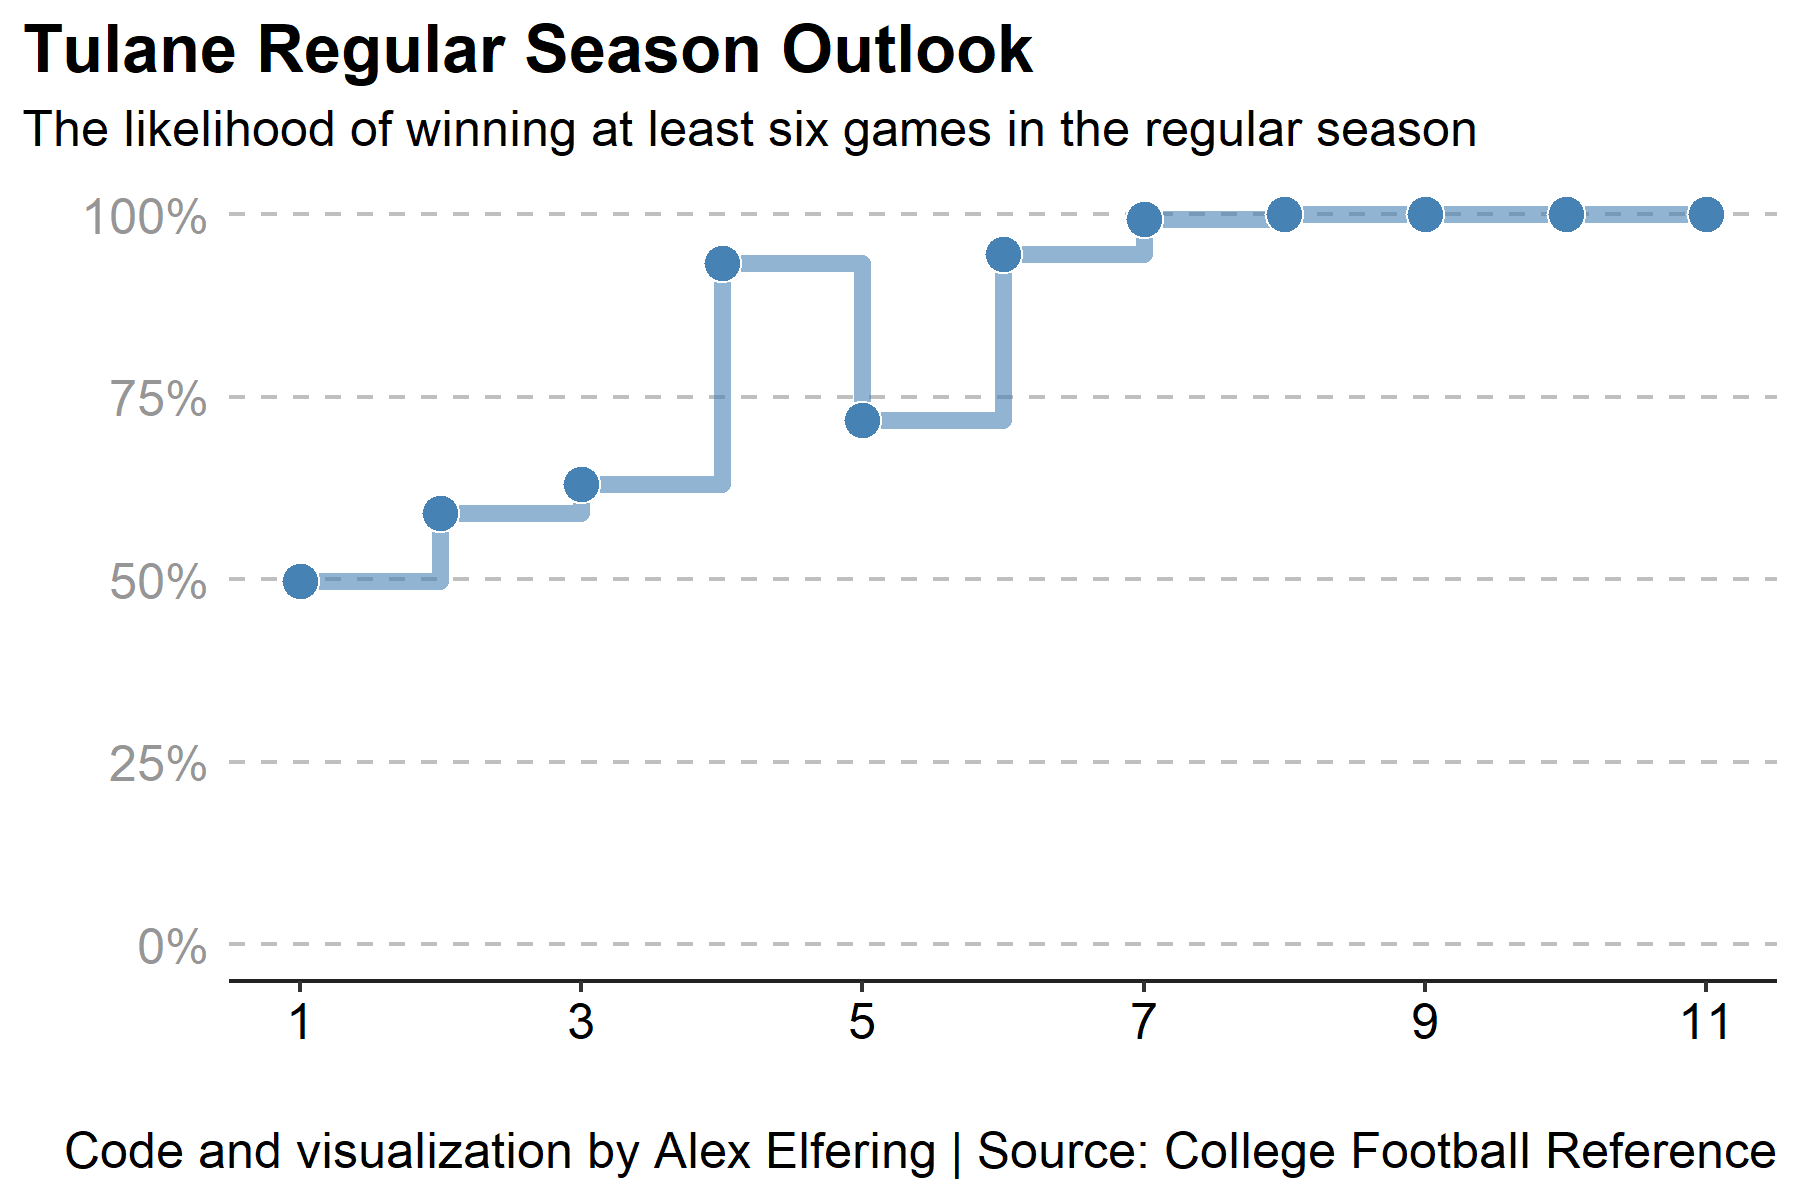 Tulane Regular Season Outlook
The likelihood of winning at least six games in the regular season
100%
75%
50%
25%
0%
1 3 5 7 9 11
Code and visualization by Alex Elfering | Source: College Football Reference